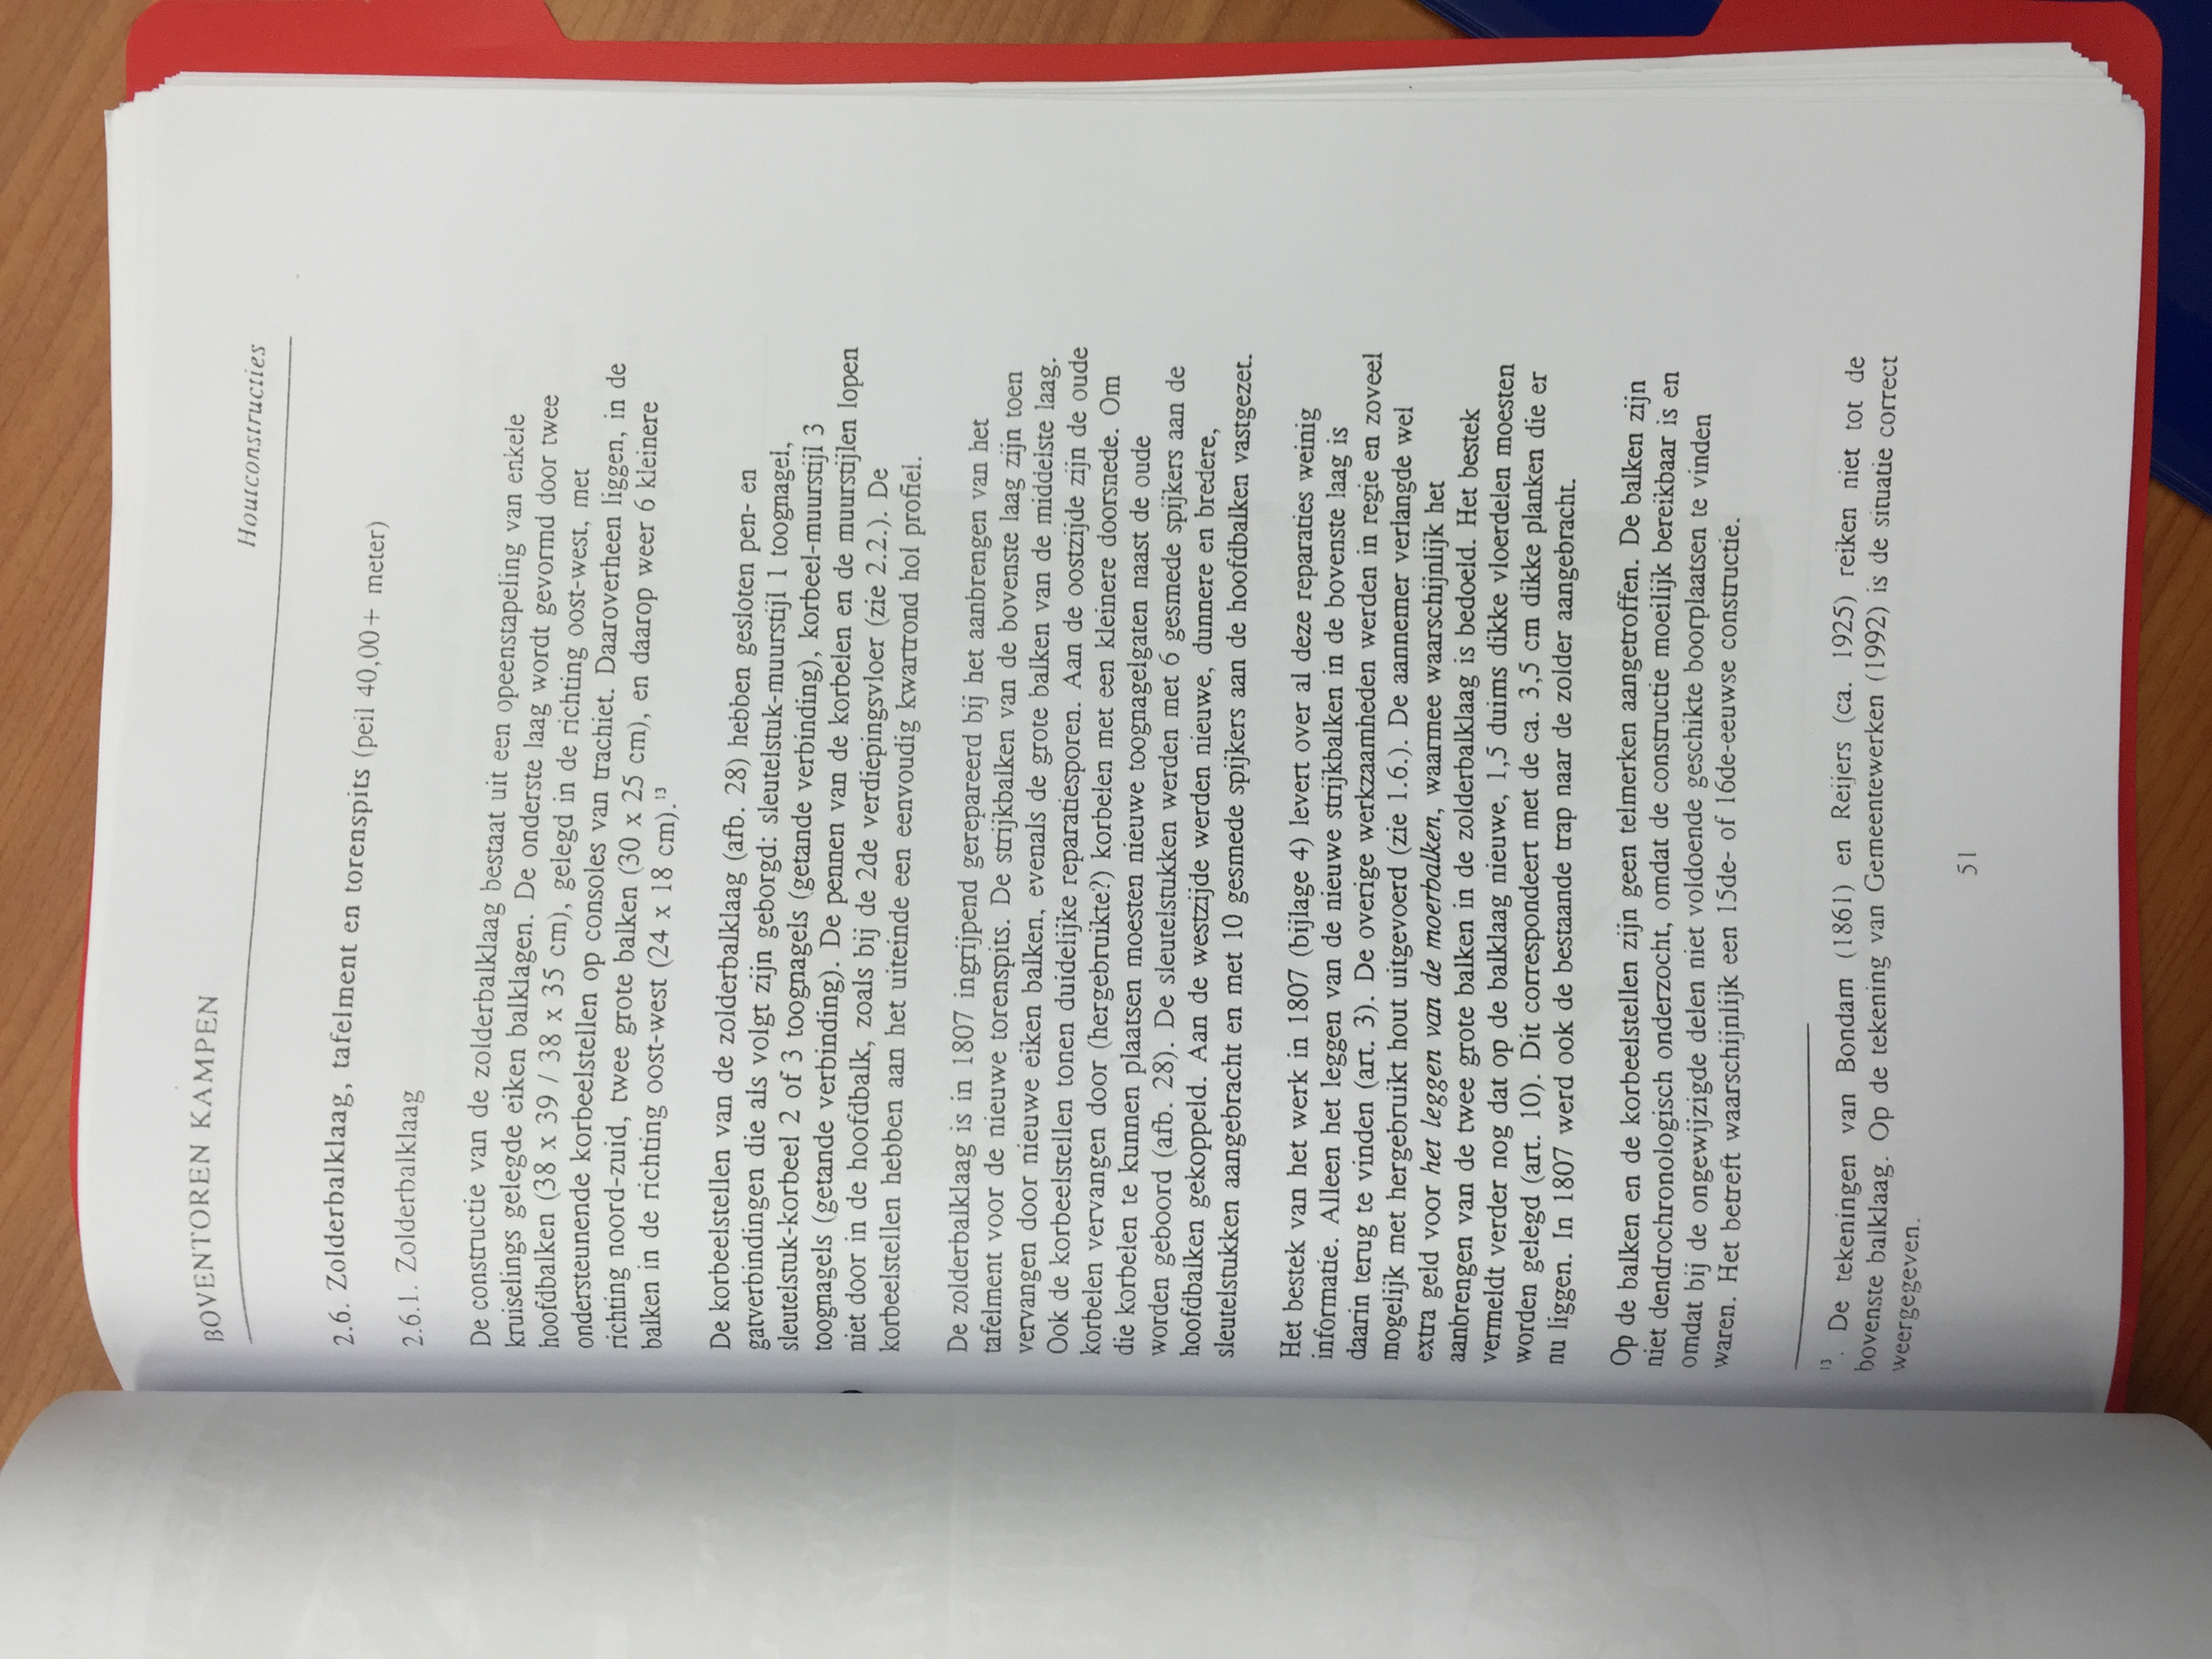 BOVENTOREN KAMPEN
Houtconstructies
2.6. Zolderbalklaag, tafelment en torenspits (peil 40,00+ meter)
2.6.1. Zolderbalklaag
De constructie van de zolderbalklaag bestaat uit een opeenstapeling van enkele
kruiselings gelegde eiken balklagen. De onderste laag wordt gevormd door twee
hoofdbalken (38 x 39 / 38 x 35 cm), gelegd in de richting oost-west, met
ondersteunende korbeelstellen op consoles van trachiet. Daaroverheen liggen, in de
richting noord-zuid, twee grote balken (30 x 25 cm), en daarop weer 6 kleinere
balken in de richting oost-west (24 x 18 cm).¹³
De korbeelstellen van de zolderbalklaag (afb. 28) hebben gesloten pen- en
gatverbindingen die als volgt zijn geborgd: sleutelstuk-muurstijl 1 toognagel,
sleutelstuk-korbeel 2 of 3 toognagels (getande verbinding), korbeel-muurstijl 3
toognagels (getande verbinding). De pennen van de korbelen en de muurstijlen lopen
niet door in de hoofdbalk, zoals bij de 2de verdiepingsvloer (zie 2.2.). De
korbeelstellen hebben aan het uiteinde een eenvoudig kwartrond hol profiel.
De zolderbalklaag is in 1807 ingrijpend gerepareerd bij het aanbrengen van het
tafelment voor de nieuwe torenspits. De strijkbalken van de bovenste laag zijn toen
vervangen door nieuwe eiken balken, evenals de grote balken van de middelste laag.
Ook de korbeelstellen tonen duidelijke reparatiesporen. Aan de oostzijde zijn de oude
korbelen vervangen door (hergebruikte?) korbelen met een kleinere doorsnede. Om
die korbelen te kunnen plaatsen moesten nieuwe toognagelgaten naast de oude
worden geboord (afb. 28). De sleutelstukken werden met 6 gesmede spijkers aan de
hoofdbalken gekoppeld. Aan de westzijde werden nieuwe, dunnere en bredere,
sleutelstukken aangebracht en met 10 gesmede spijkers aan de hoofdbalken vastgezet.
Het bestek van het werk in 1807 (bijlage 4) levert over al deze reparaties weinig
informatie. Alleen het leggen van de nieuwe strijkbalken in de bovenste laag is
daarin terug te vinden (art. 3). De overige werkzaamheden werden in regie en zoveel
mogelijk met hergebruikt hout uitgevoerd (zie 1.6.). De aannemer verlangde wel
extra geld voor het leggen van de moerbalken, waarmee waarschijnlijk het
aanbrengen van de twee grote balken in de zolderbalklaag is bedoeld. Het bestek
vermeldt verder nog dat op de balklaag nieuwe, 1,5 duims dikke vloerdelen moesten
worden gelegd (art. 10). Dit correspondeert met de ca. 3,5 cm dikke planken die er
nu liggen. In 1807 werd ook de bestaande trap naar de zolder aangebracht.
Op de balken en de korbeelstellen zijn geen telmerken aangetroffen. De balken zijn
niet dendrochronologisch onderzocht, omdat de constructie moeilijk bereikbaar is en
omdat bij de ongewijzigde delen niet voldoende geschikte boorplaatsen te vinden
waren. Het betreft waarschijnlijk een 15de- of 16de-eeuwse constructie.
¹³. De tekeningen van Bondam (1861) en Reijers (ca. 1925) reiken niet tot de
bovenste balklaag. Op de tekening van Gemeentewerken (1992) is de situatie correct
weergegeven.
51